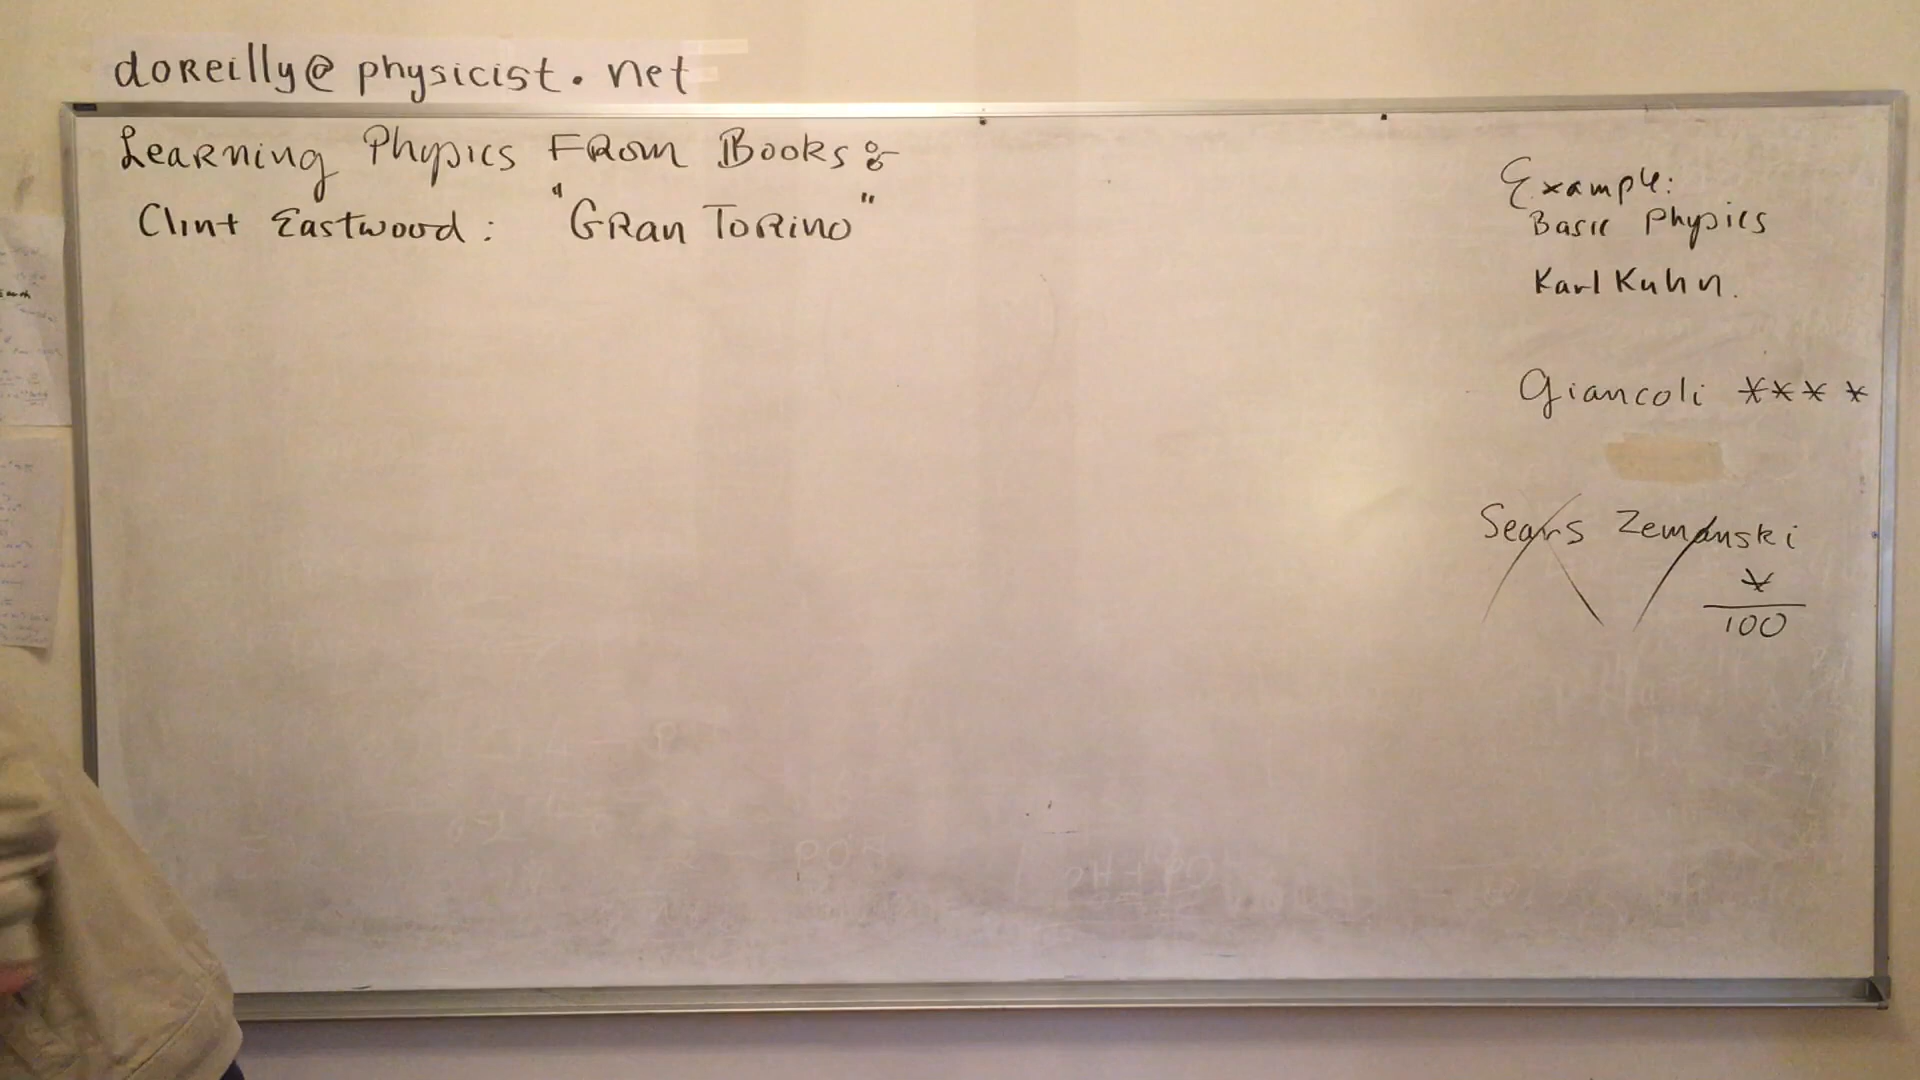 doReilly@physicist.net
Learning Physics From Books &
Clint Eastwood: "Gran Torino"
Example:
Basic Physics
Karl Kuhn.
Giancoli ****
Sears Zemanski
*
100